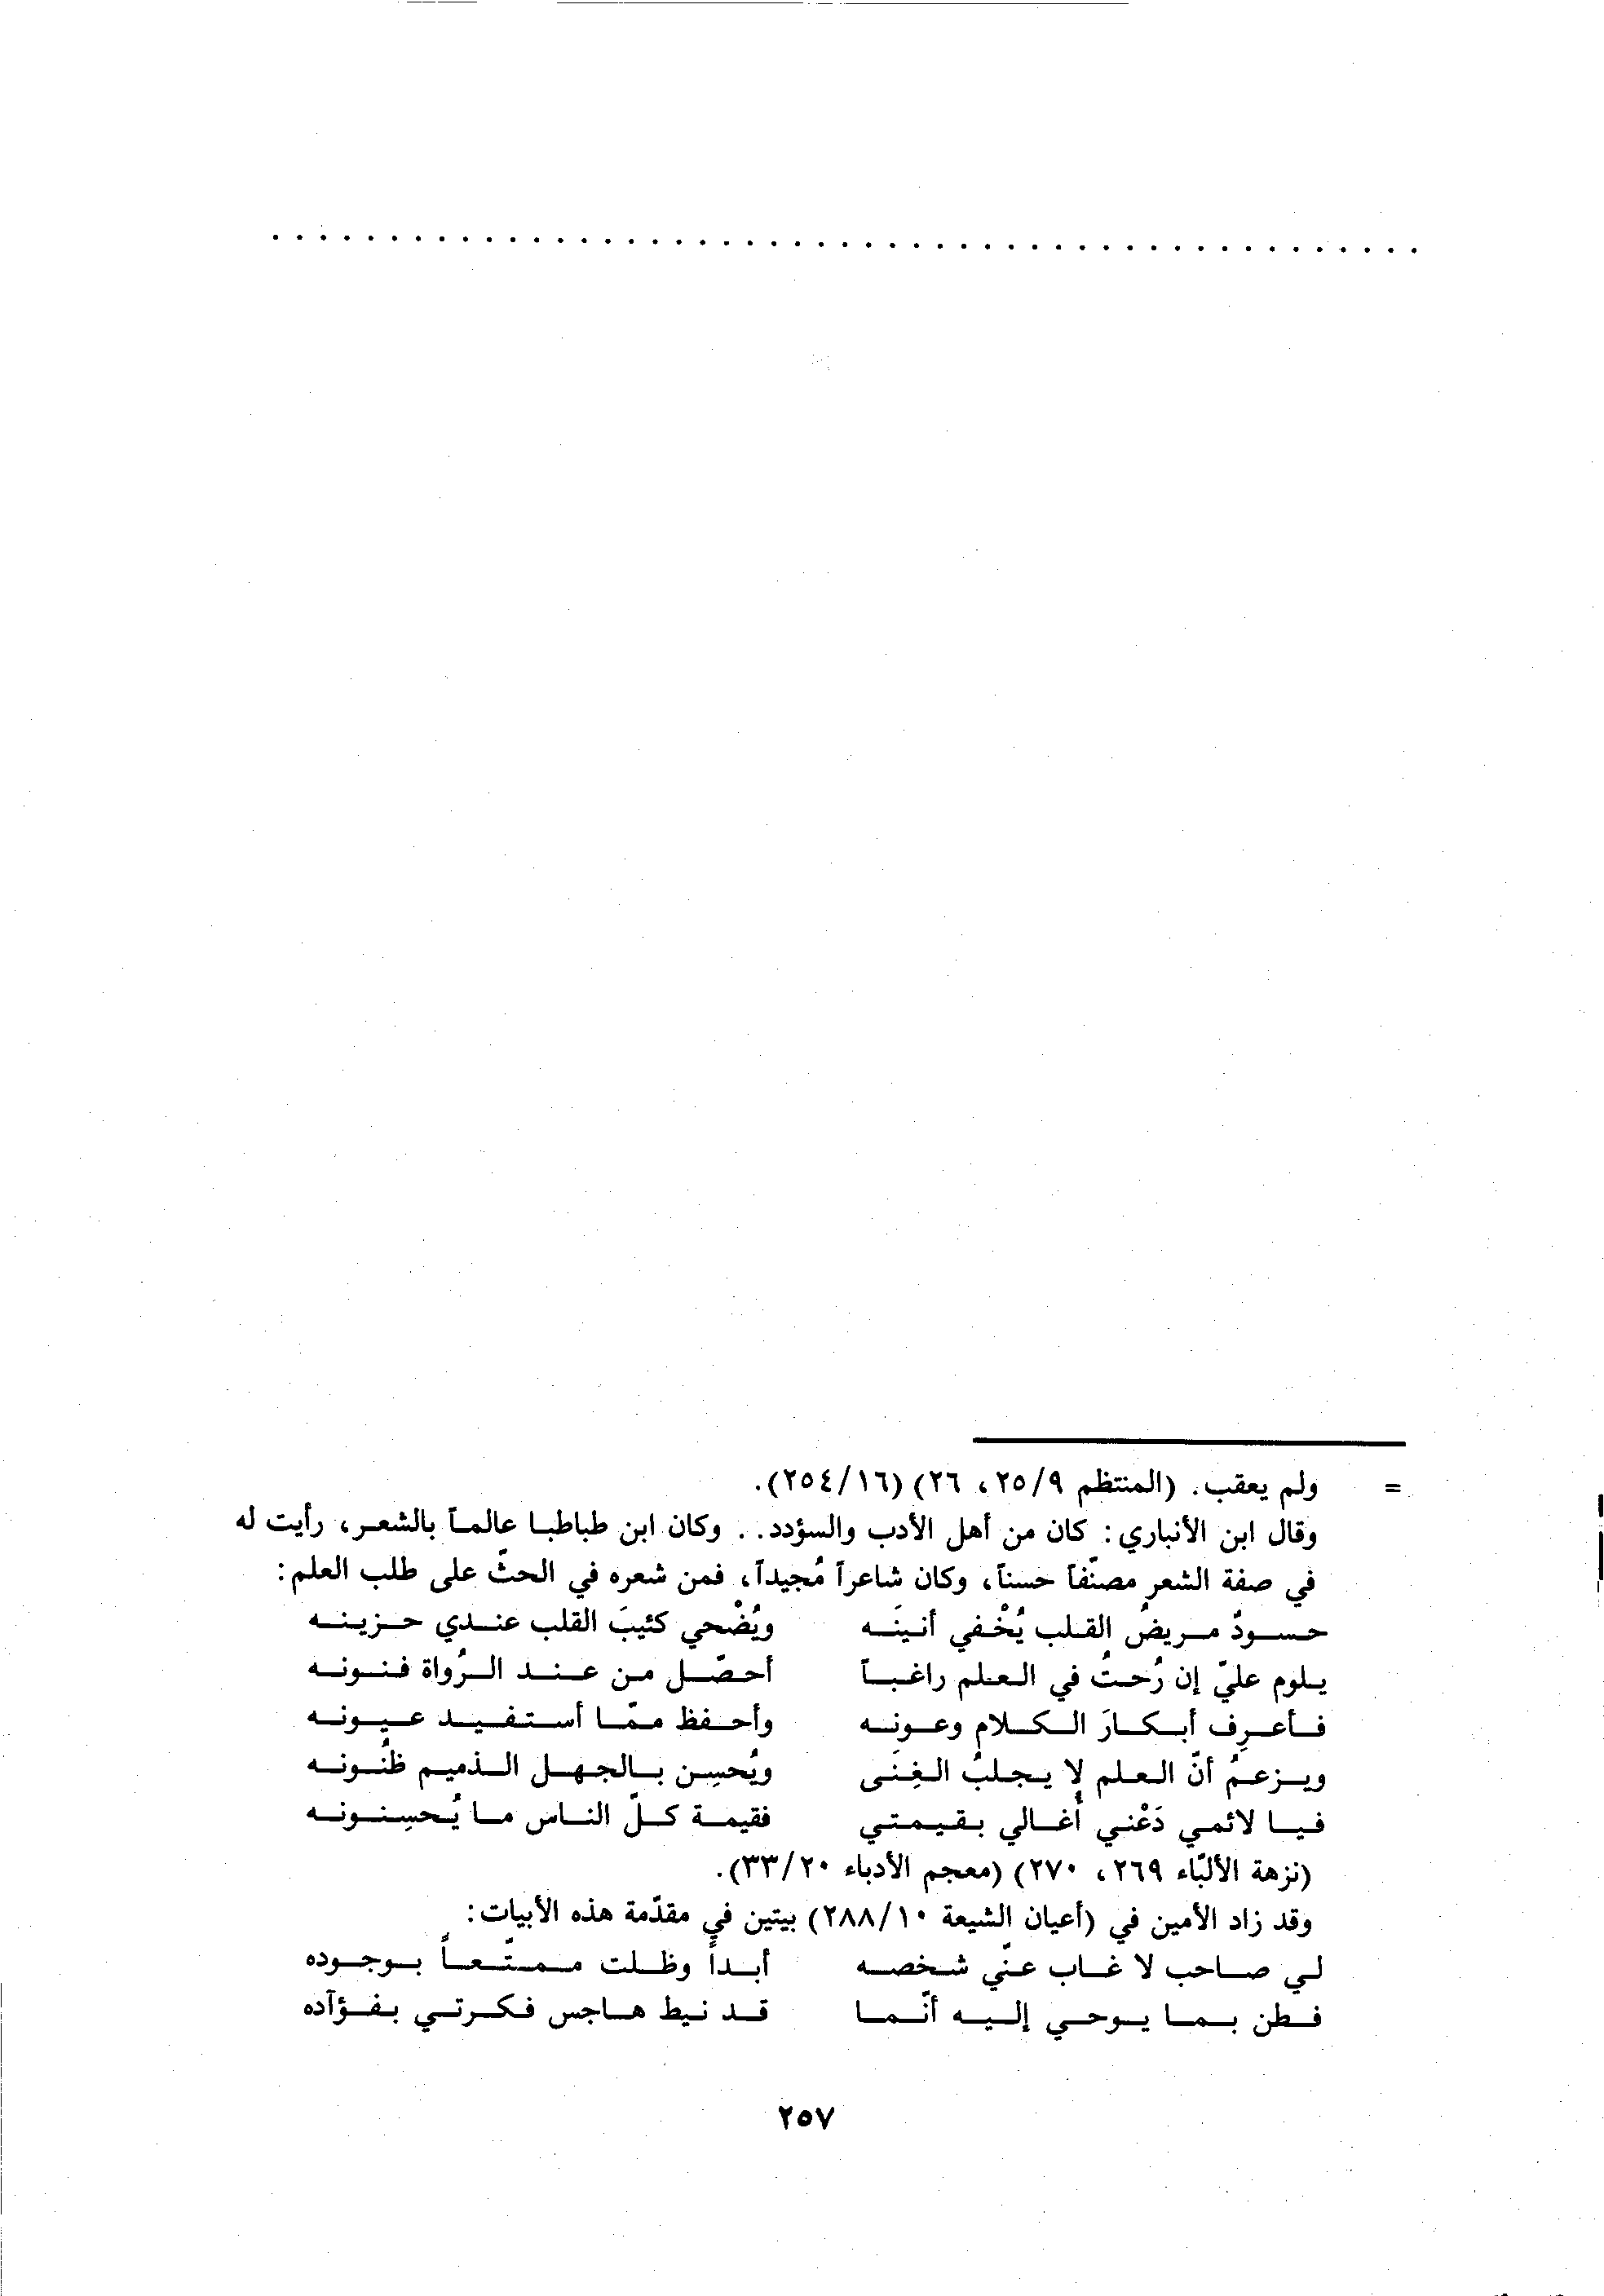 . . . . . . . . . . . . . . . . . . . . . . . . . . . . . . . . . . . . . . . . . . . . . . . . .
= ولم يعقب. (المنتظم ٢٥/٩، ٢٦) (٢٥٤/١٦).
وقال ابن الأنباري: كان من أهل الأدب والسؤدد.. وكان ابن طباطبا عالماً بالشعر، رأيت له
في صفة الشعر مصنّفاً حسناً، وكان شاعراً مُجيداً، فمن شعره في الحثّ على طلب العلم:
حسودٌ مريضُ القلب يُخْفي أنينَه ويُضْحي كئيبَ القلب عندي حزينه
يلوم عليّ إن رُحتُ في العلم راغباً أحصّل من عند الرُواة فنونه
فأعرِف أبكارَ الكلام وعونه وأحفظ ممّا أستفيد عيونه
ويزعمُ أنّ العلم لا يجلبُ الغِنَى ويُحسِن بالجهل الذميم ظنُونه
فيا لائمي دَعْني أغالي بقيمتي فقيمة كلّ الناس ما يُحسِنونه
(نزهة الألبّاء ٢٦٩، ٢٧٠) (معجم الأدباء ٣٣/٢٠).
وقد زاد الأمين في (أعيان الشيعة ٢٨٨/١٠) بيتين في مقدّمة هذه الأبيات:
لي صاحب لا غاب عنّي شخصه أبداً وظلت ممتّعاً بوجوده
فطن بما يوحي إليه أنّما قد نيط هاجس فكرتي بفؤآده
٢٥٧